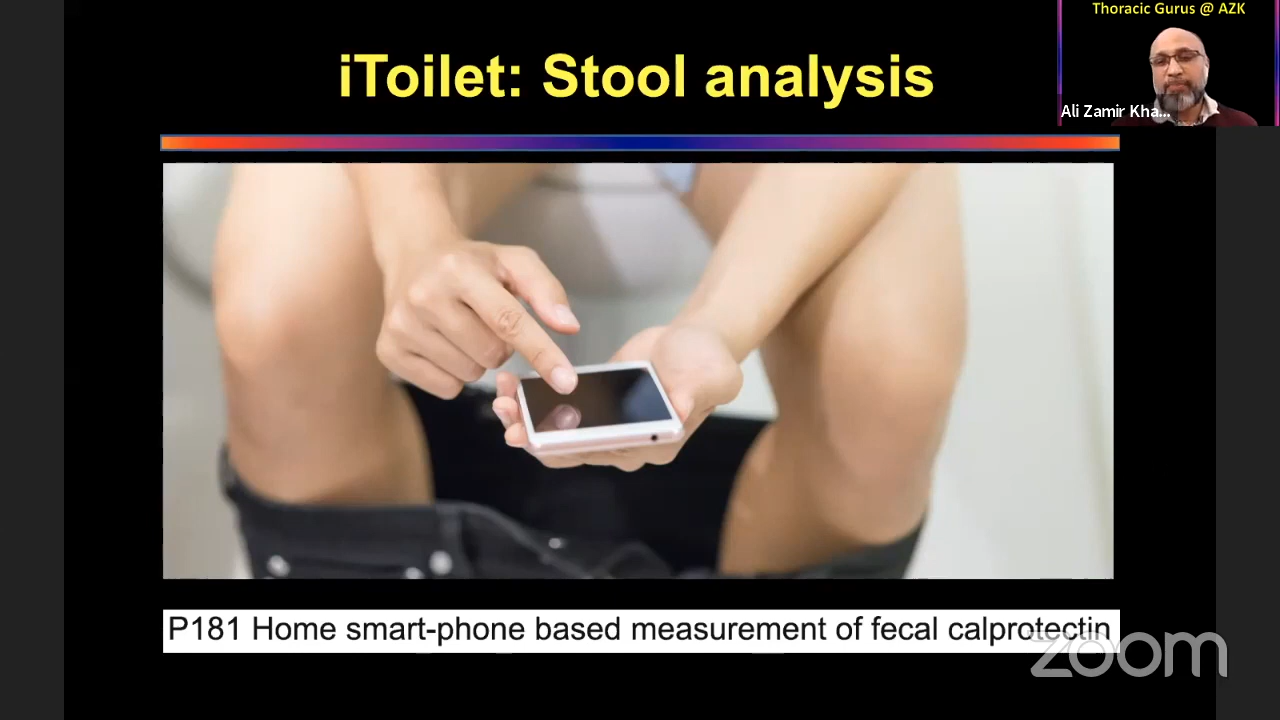 Thoracic Gurus @ AZK
iToilet: Stool analysis
Ali Zamir Kha...
P181 Home smart-phone based measurement of fecal calprotectin
zoom